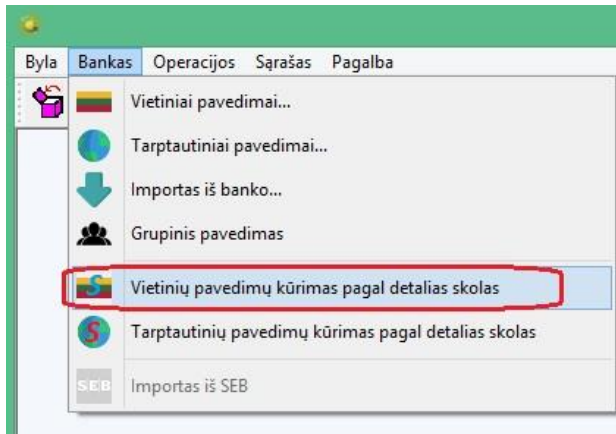 Byla Bankas Operacijos Sąrašas Pagalba
Vietiniai pavedimai...
Tarptautiniai pavedimai...
Importas iš banko...
Grupinis pavedimas
S Vietinių pavedimų kūrimas pagal detalias skolas
S Tarptautinių pavedimų kūrimas pagal detalias skolas
SEB Importas iš SEB